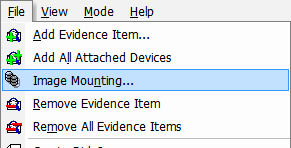 File View Mode Help
Add Evidence Item...
Add All Attached Devices
Image Mounting...
Remove Evidence Item
Remove All Evidence Items